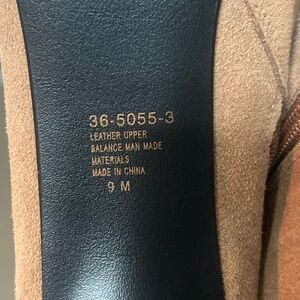 36-5055-3
LEATHER UPPER
BALANCE MAN MADE
MATERIALS
MADE IN CHINA
9 M